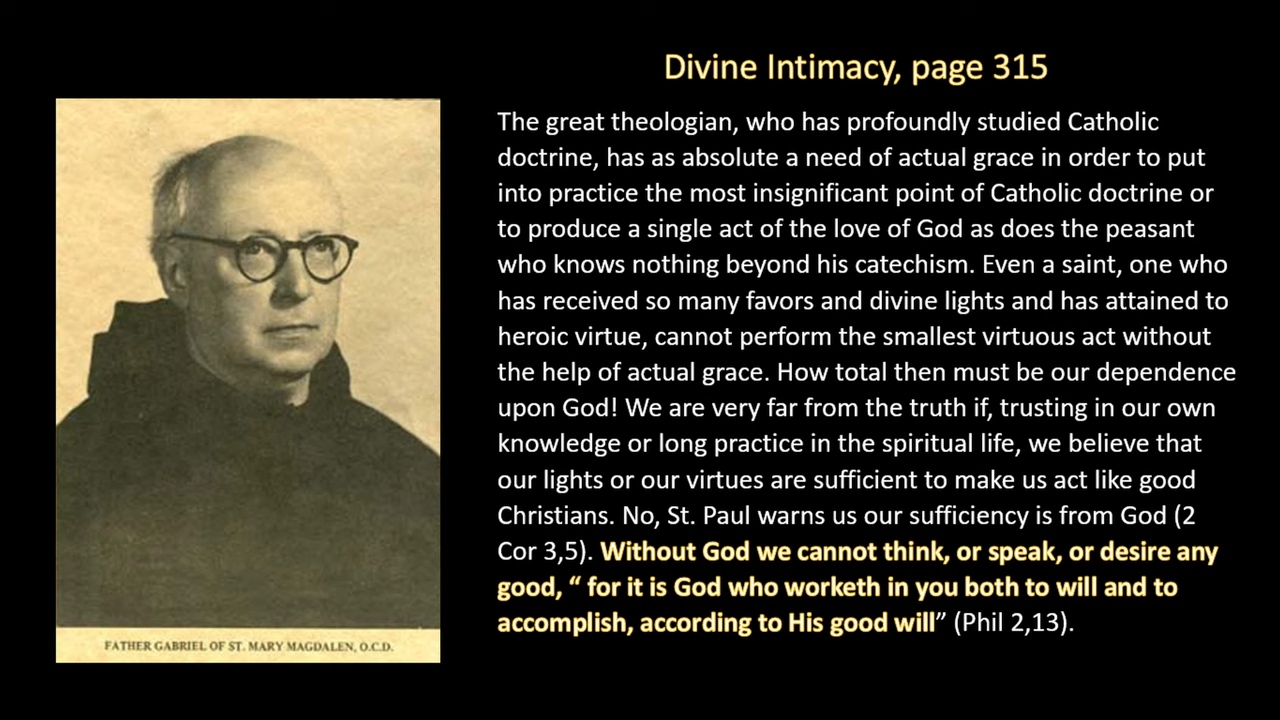 Divine Intimacy, page 315
The great theologian, who has profoundly studied Catholic
doctrine, has as absolute a need of actual grace in order to put
into practice the most insignificant point of Catholic doctrine or
to produce a single act of the love of God as does the peasant
who knows nothing beyond his catechism. Even a saint, one who
has received so many favors and divine lights and has attained to
heroic virtue, cannot perform the smallest virtuous act without
the help of actual grace. How total then must be our dependence
upon God! We are very far from the truth if, trusting in our own
knowledge or long practice in the spiritual life, we believe that
our lights or our virtues are sufficient to make us act like good
Christians. No, St. Paul warns us our sufficiency is from God (2
Cor 3,5). Without God we cannot think, or speak, or desire any
good, “ for it is God who worketh in you both to will and to
accomplish, according to His good will” (Phil 2,13).
FATHER GABRIEL OF ST. MARY MAGDALEN, O.C.D.